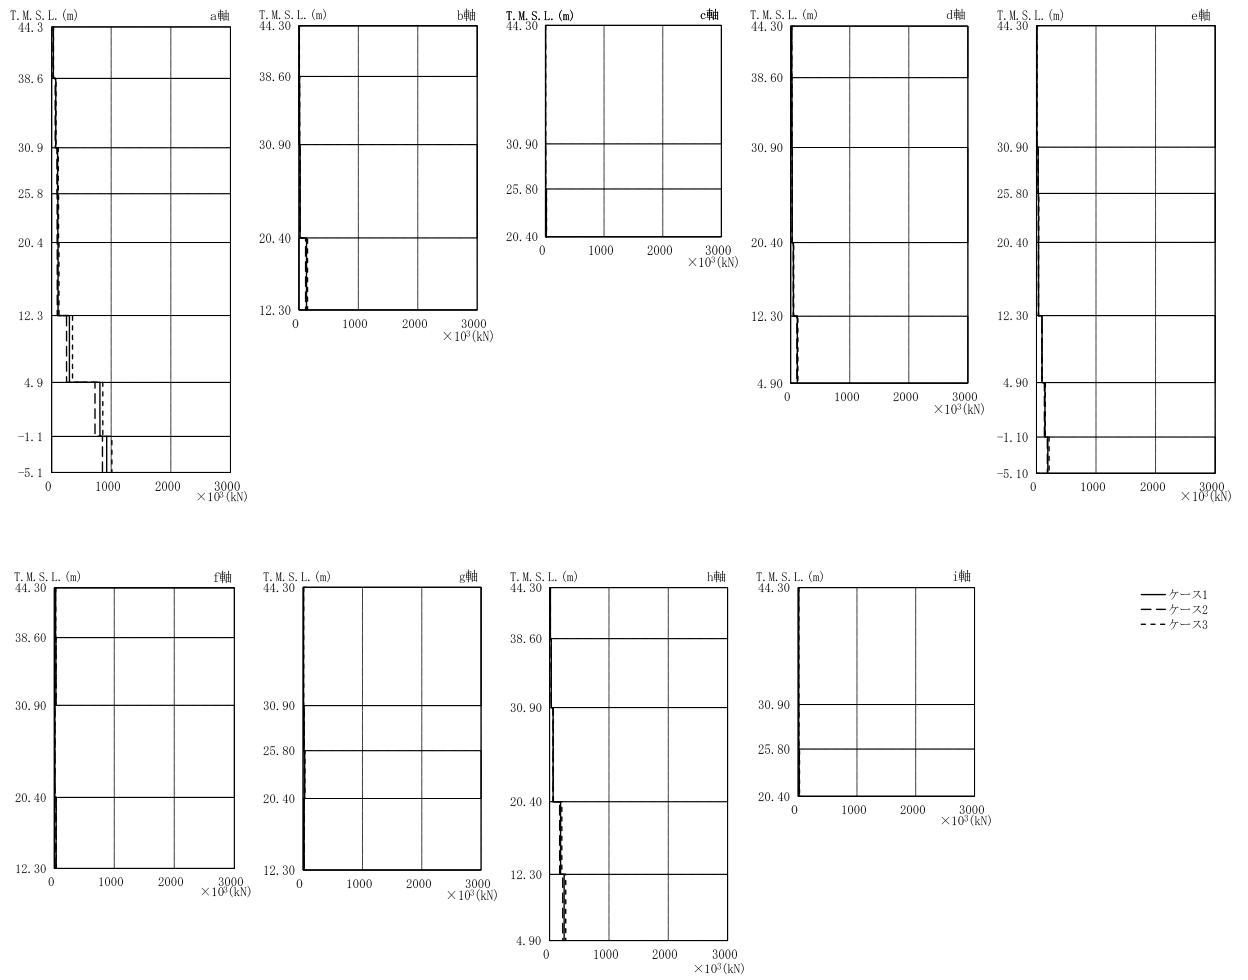 T.M.S.L.(m) a軸
44.3
38.6
30.9
25.8
20.4
12.3
4.9
-1.1
-5.1
0 1000 2000 3000
×10³(kN)
T.M.S.L.(m) b軸
44.30
38.60
30.90
20.40
12.30
0 1000 2000 3000
×10³(kN)
T.M.S.L.(m) c軸
44.30
30.90
25.80
20.40
0 1000 2000 3000
×10³(kN)
T.M.S.L.(m) d軸
44.30
38.60
30.90
20.40
12.30
4.90
0 1000 2000 3000
×10³(kN)
T.M.S.L.(m) e軸
44.30
30.90
25.80
20.40
12.30
4.90
-1.10
-5.10
0 1000 2000 3000
×10³(kN)
T.M.S.L.(m) f軸
44.30
38.60
30.90
20.40
12.30
0 1000 2000 3000
×10³(kN)
T.M.S.L.(m) g軸
44.30
30.90
25.80
20.40
12.30
0 1000 2000 3000
×10³(kN)
T.M.S.L.(m) h軸
44.30
38.60
30.90
20.40
12.30
4.90
0 1000 2000 3000
×10³(kN)
T.M.S.L.(m) i軸
44.30
30.90
25.80
20.40
0 1000 2000 3000
×10³(kN)
ケース1
ケース2
ケース3